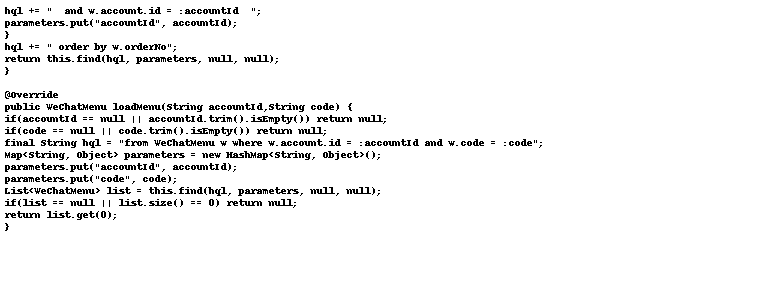 hql += "  and w.account.id = :accountId  ";
parameters.put("accountId", accountId);
}
hql += " order by w.orderNo";
return this.find(hql, parameters, null, null);
}

@Override
public WeChatMenu loadMenu(String accountId,String code) {
if(accountId == null || accountId.trim().isEmpty()) return null;
if(code == null || code.trim().isEmpty()) return null;
final String hql = "from WeChatMenu w where w.account.id = :accountId and w.code = :code";
Map<String, Object> parameters = new HashMap<String, Object>();
parameters.put("accountId", accountId);
parameters.put("code", code);
List<WeChatMenu> list = this.find(hql, parameters, null, null);
if(list == null || list.size() == 0) return null;
return list.get(0);
}